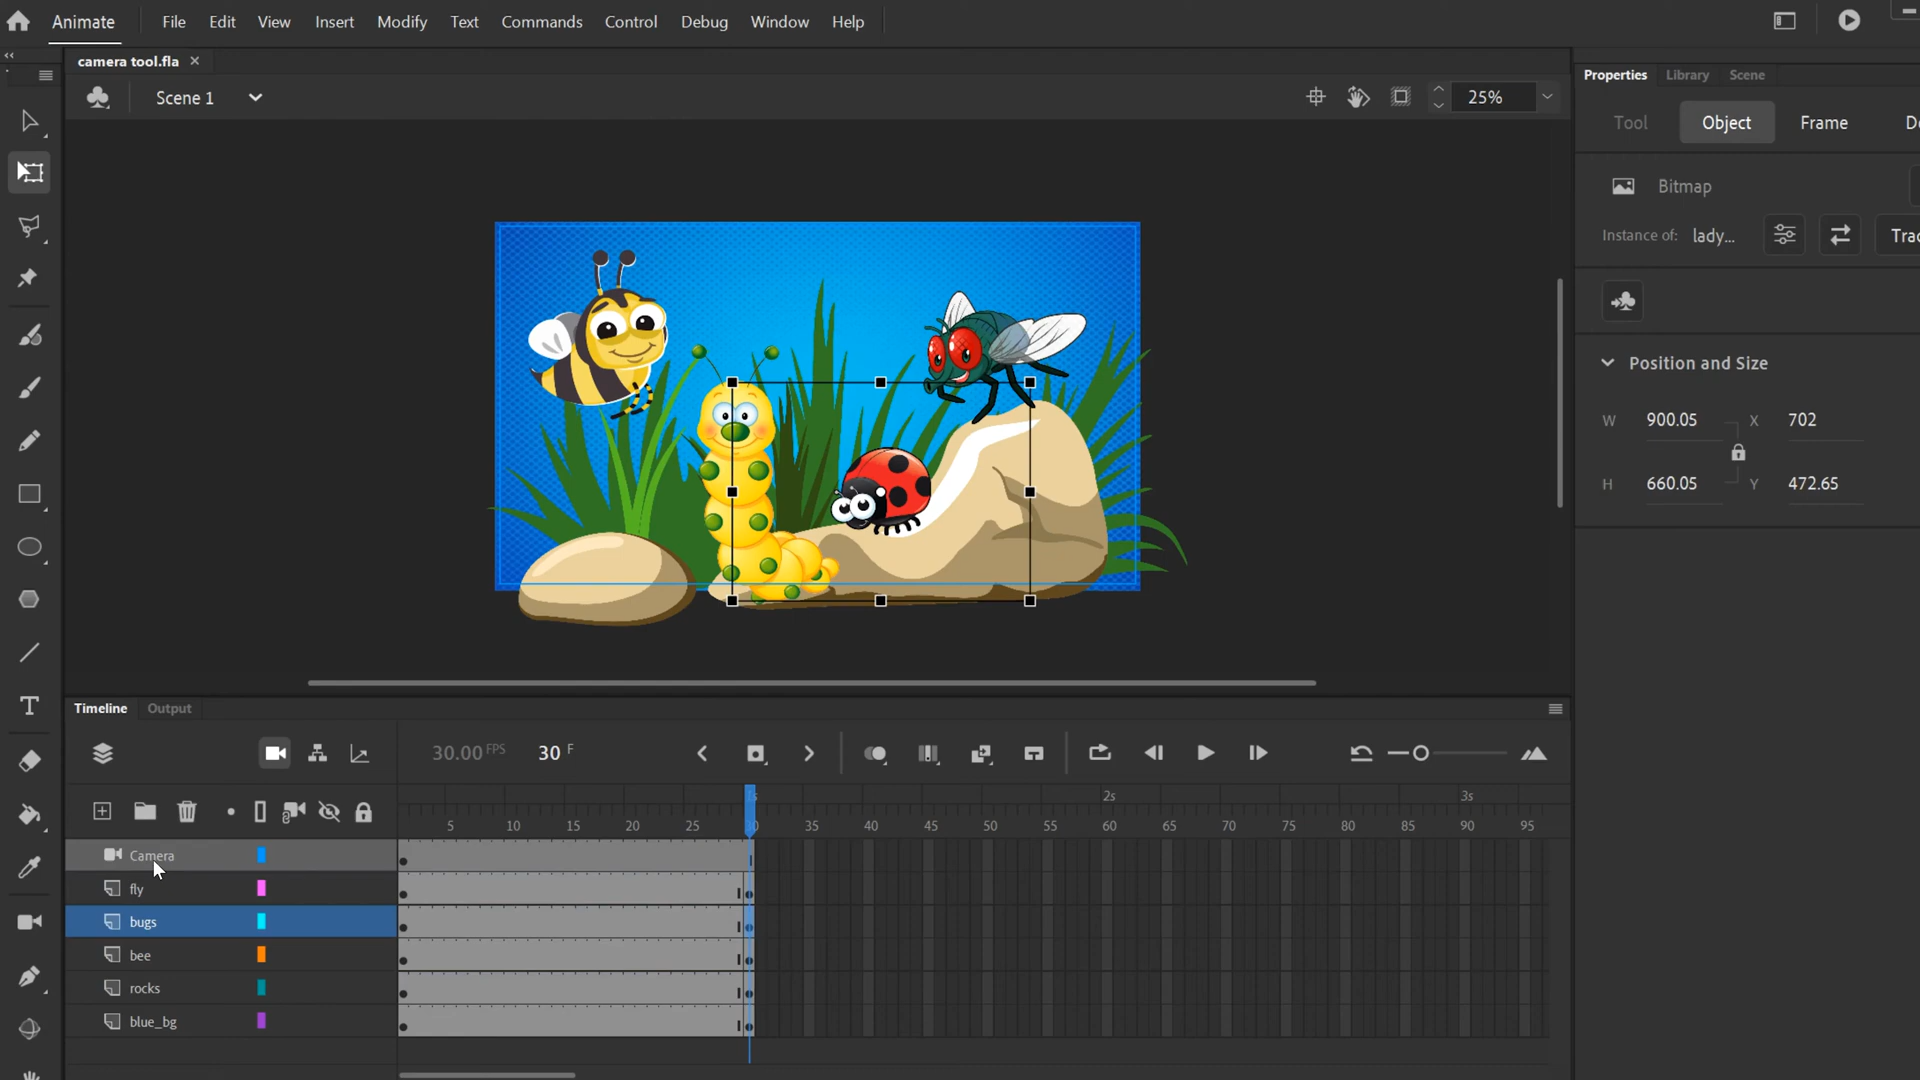 Animate File Edit View Insert Modify Text Commands Control Debug Window Help
camera tool.fla ×
Scene 1 25%
Properties Library Scene
Tool Object Frame
Bitmap
Instance of: lady...
Position and Size
W 900.05 X 702
H 660.05 Y 472.65
Timeline Output
30.00 FPS 30 F
1s 2s 3s
5 10 15 20 25 30 35 40 45 50 55 60 65 70 75 80 85 90 95
Camera
fly
bugs
bee
rocks
blue_bg